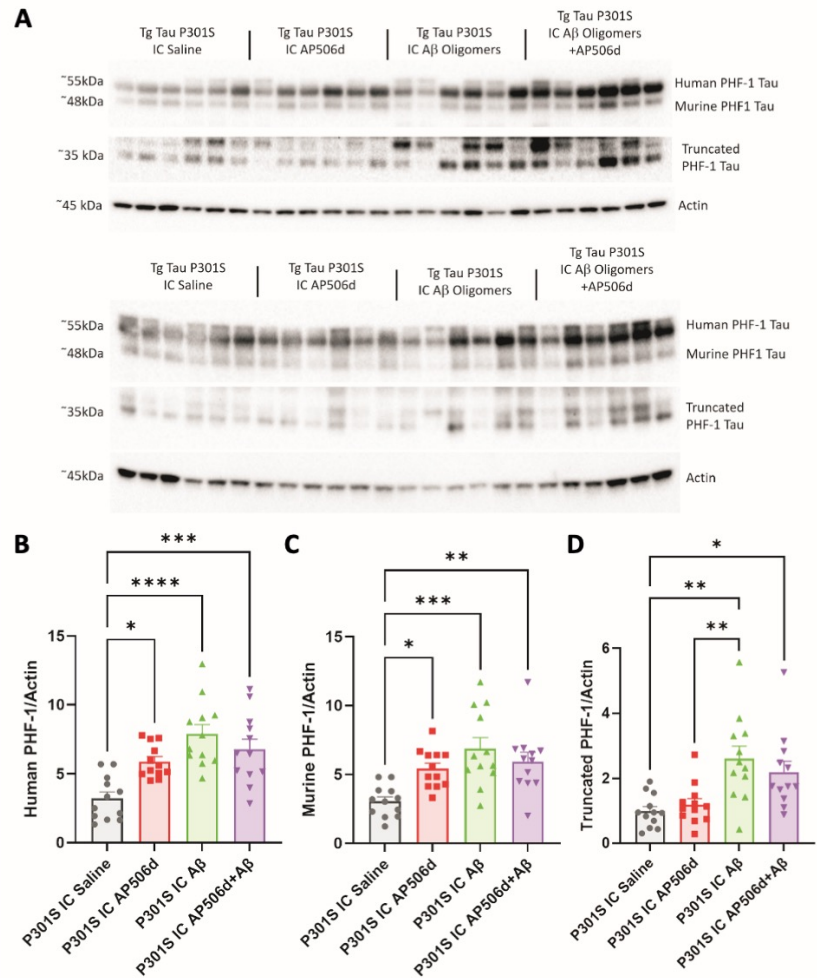 A
Tg Tau P301S
IC Saline
Tg Tau P301S
IC AP506d
Tg Tau P301S
IC Aβ Oligomers
Tg Tau P301S
IC Aβ Oligomers
+AP506d
~55kDa
~48kDa
Human PHF-1 Tau
Murine PHF1 Tau
~35 kDa
Truncated
PHF-1 Tau
~45 kDa
Actin
Tg Tau P301S
IC Saline
Tg Tau P301S
IC AP506d
Tg Tau P301S
IC Aβ Oligomers
Tg Tau P301S
IC Aβ Oligomers
+AP506d
~55kDa
~48kDa
Human PHF-1 Tau
Murine PHF1 Tau
~35kDa
Truncated
PHF-1 Tau
~45kDa
Actin
B
***
****
*
15
10
5
0
Human PHF-1/Actin
P301S IC Saline
P301S IC AP506d
P301S IC Aβ
P301S IC AP506d+Aβ
C
**
***
*
15
10
5
0
Murine PHF-1/Actin
P301S IC Saline
P301S IC AP506d
P301S IC Aβ
P301S IC AP506d+Aβ
D
*
**
**
6
4
2
0
Truncated PHF-1/Actin
P301S IC Saline
P301S IC AP506d
P301S IC Aβ
P301S IC AP506d+Aβ